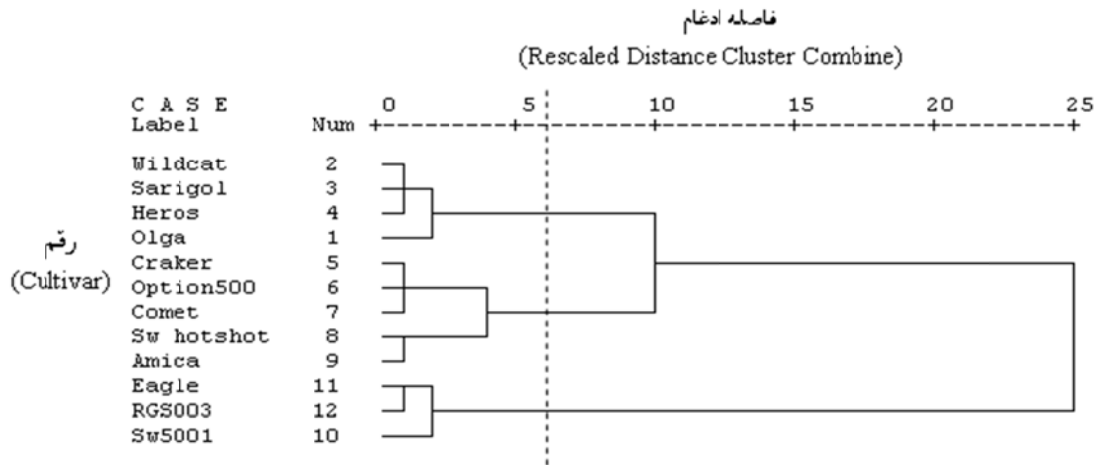 فاصله ادغام
(Rescaled Distance Cluster Combine)
C A S E 0 5 10 15 20 25
Label Num
Wildcat 2
Sarigol 3
Heros 4
Olga 1
رقم
(Cultivar)
Craker 5
Option500 6
Comet 7
Sw hotshot 8
Amica 9
Eagle 11
RGS003 12
Sw5001 10